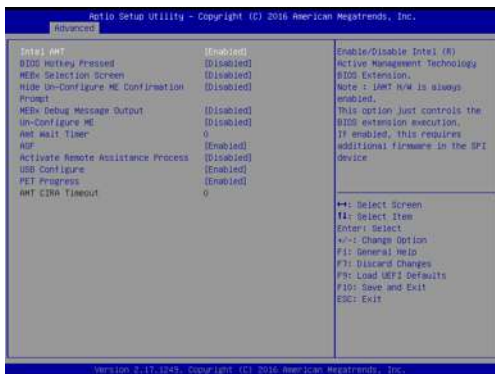 Aptio Setup Utility - Copyright (C) 2016 American Megatrends, Inc.
Advanced
Intel AMT [Enabled]
BIOS Hotkey Pressed [Disabled]
MEBx Selection Screen [Disabled]
Hide Un-Configure ME Confirmation [Disabled]
Prompt
MEBx Debug Message Output [Disabled]
Un-Configure ME [Disabled]
Amt Wait Timer 0
ASF [Enabled]
Activate Remote Assistance Process [Disabled]
USB Configure [Enabled]
PET Progress [Enabled]
AMT CIRA Timeout 0
Enable/Disable Intel (R)
Active Management Technology
BIOS Extension.
Note : iAMT H/W is always
enabled.
This option just controls the
BIOS extension execution.
If enabled, this requires
additional firmware in the SPI
device
↔: Select Screen
↑↓: Select Item
Enter: Select
+/-: Change Option
F1: General Help
F7: Discard Changes
F9: Load UEFI Defaults
F10: Save and Exit
ESC: Exit
Version 2.17.1249. Copyright (C) 2016 American Megatrends, Inc.